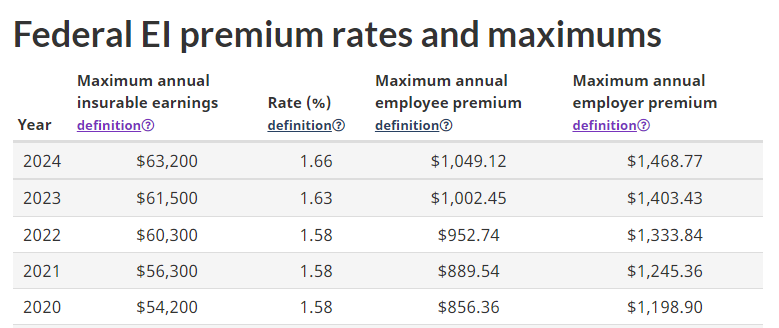 Federal EI premium rates and maximums
Year
Maximum annual
insurable earnings
definition?
Rate (%)
definition?
Maximum annual
employee premium
definition?
Maximum annual
employer premium
definition?
2024 $63,200 1.66 $1,049.12 $1,468.77
2023 $61,500 1.63 $1,002.45 $1,403.43
2022 $60,300 1.58 $952.74 $1,333.84
2021 $56,300 1.58 $889.54 $1,245.36
2020 $54,200 1.58 $856.36 $1,198.90